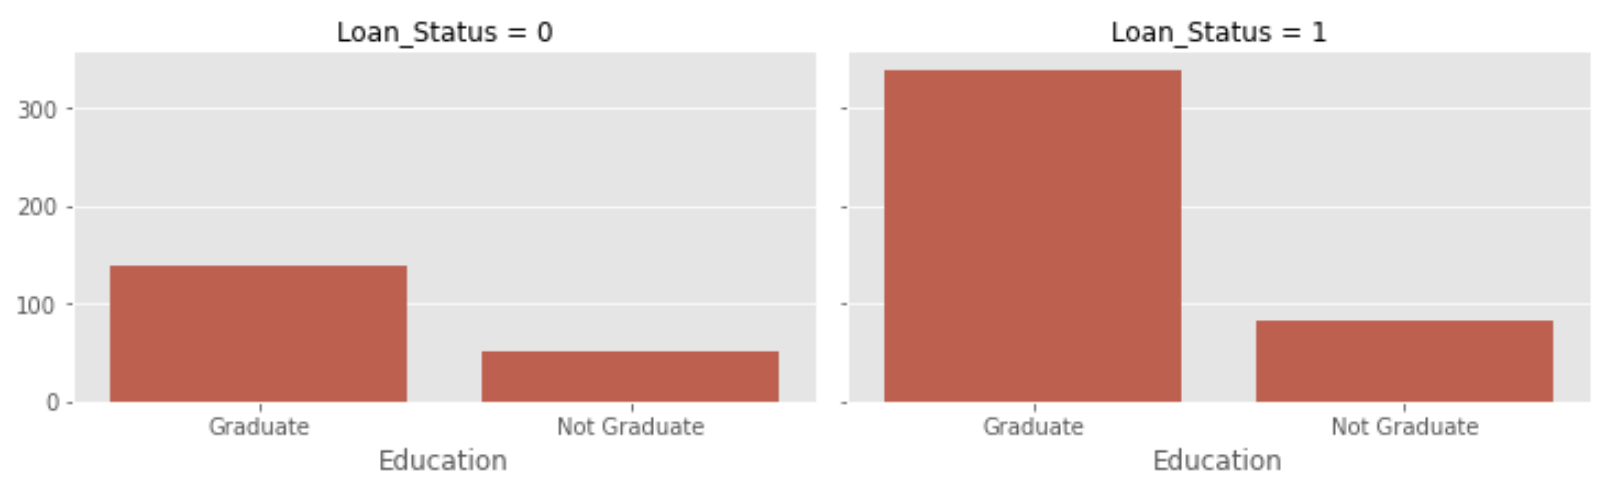 Loan_Status = 0
300
200
100
0
Graduate Not Graduate
Education
Loan_Status = 1
Graduate Not Graduate
Education